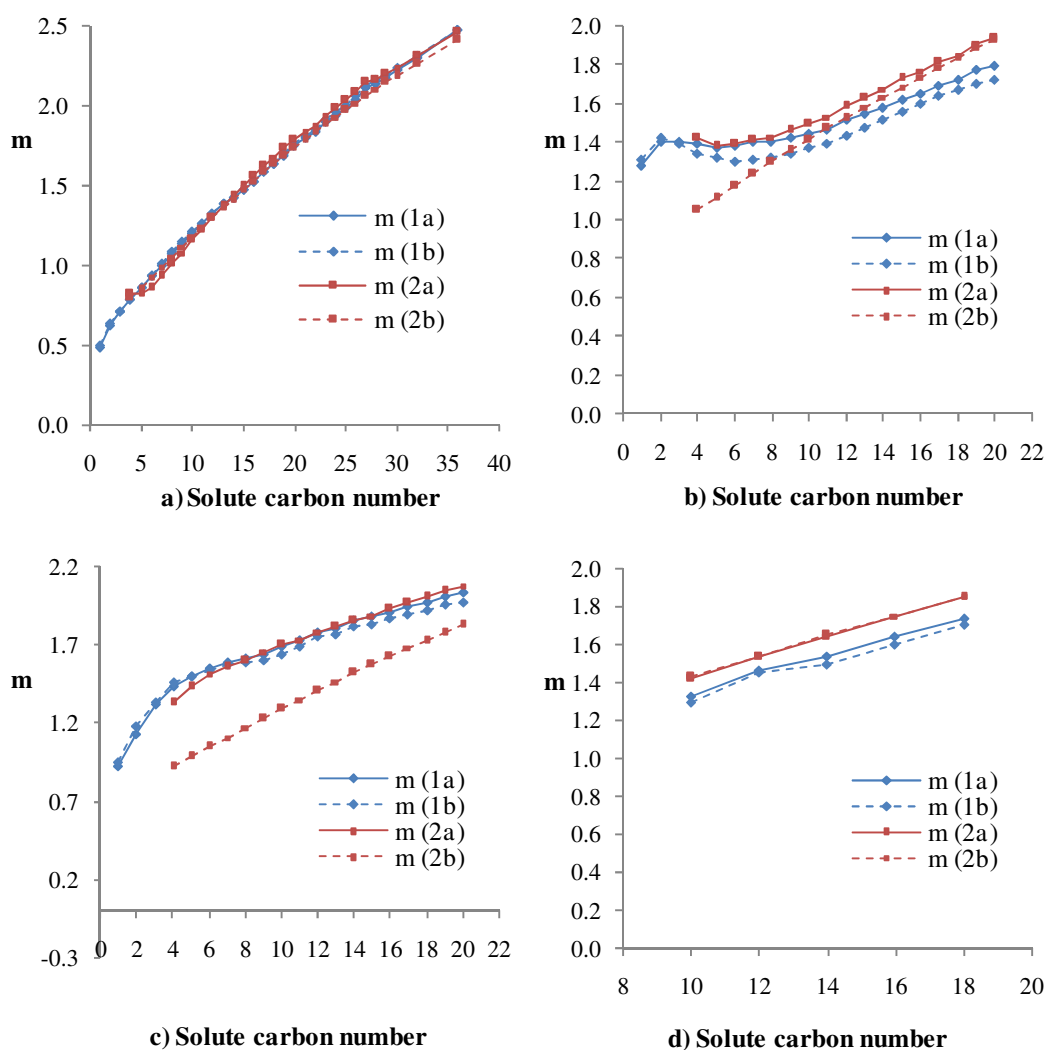 2.5
2.0
m
1.5
1.0
0.5
0.0
m (1a)
m (1b)
m (2a)
m (2b)
0 5 10 15 20 25 30 35 40
a) Solute carbon number
2.0
1.8
1.6
m
1.4
1.2
1.0
0.8
0.6
0.4
0.2
0.0
m (1a)
m (1b)
m (2a)
m (2b)
0 2 4 6 8 10 12 14 16 18 20 22
b) Solute carbon number
2.2
1.7
m
1.2
0.7
0.2
-0.3
m (1a)
m (1b)
m (2a)
m (2b)
0 2 4 6 8 10 12 14 16 18 20 22
c) Solute carbon number
2.0
1.8
1.6
m
1.4
1.2
1.0
0.8
0.6
0.4
0.2
0.0
m (1a)
m (1b)
m (2a)
m (2b)
8 10 12 14 16 18 20
d) Solute carbon number